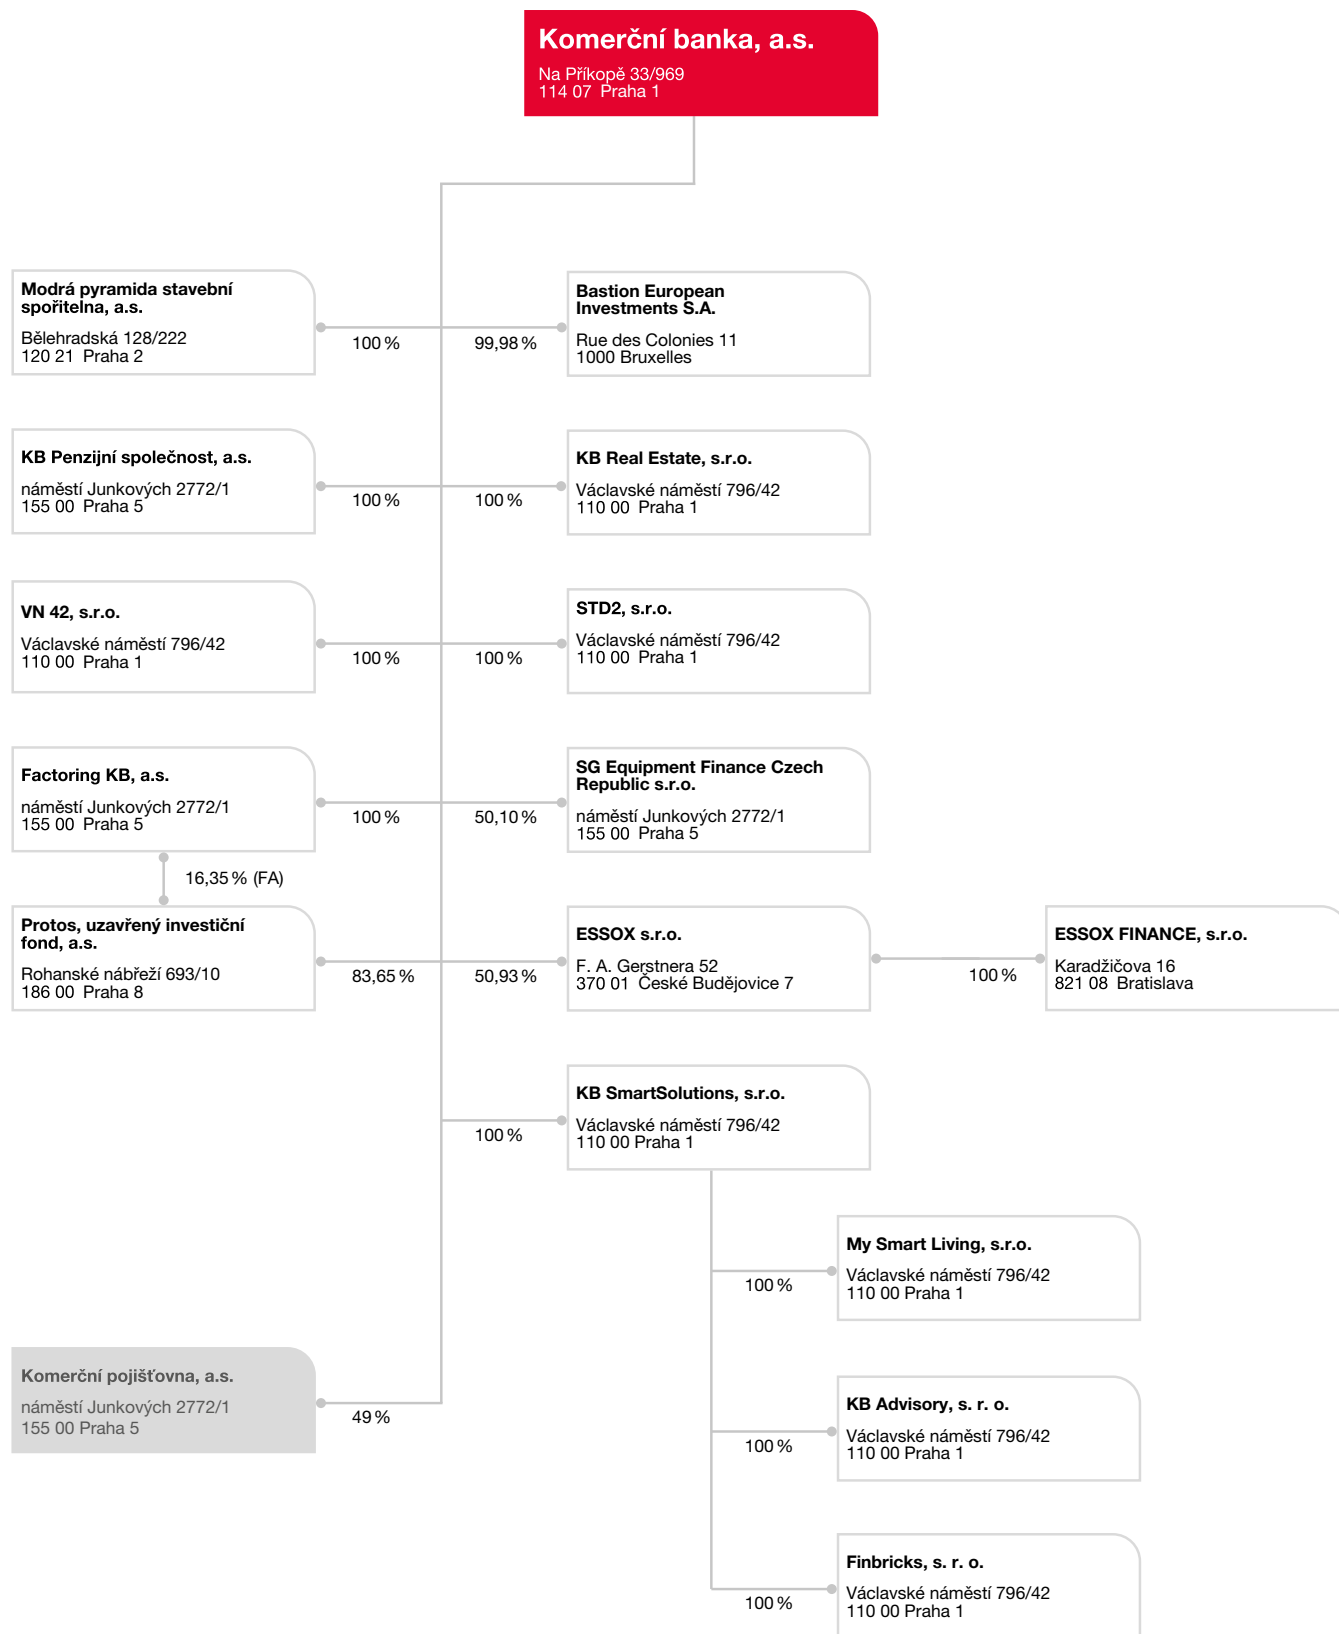 Komerční banka, a.s.
Na Příkopě 33/969
114 07 Praha 1
Modrá pyramida stavební
spořitelna, a.s.
Bělehradská 128/222
120 21 Praha 2
100 %
99,98 %
Bastion European
Investments S.A.
Rue des Colonies 11
1000 Bruxelles
KB Penzijní společnost, a.s.
náměstí Junkových 2772/1
155 00 Praha 5
100 %
100 %
KB Real Estate, s.r.o.
Václavské náměstí 796/42
110 00 Praha 1
VN 42, s.r.o.
Václavské náměstí 796/42
110 00 Praha 1
100 %
100 %
STD2, s.r.o.
Václavské náměstí 796/42
110 00 Praha 1
Factoring KB, a.s.
náměstí Junkových 2772/1
155 00 Praha 5
100 %
50,10 %
SG Equipment Finance Czech
Republic s.r.o.
náměstí Junkových 2772/1
155 00 Praha 5
16,35 % (FA)
Protos, uzavřený investiční
fond, a.s.
Rohanské nábřeží 693/10
186 00 Praha 8
83,65 %
50,93 %
ESSOX s.r.o.
F. A. Gerstnera 52
370 01 České Budějovice 7
100 %
ESSOX FINANCE, s.r.o.
Karadžičova 16
821 08 Bratislava
100 %
KB SmartSolutions, s.r.o.
Václavské náměstí 796/42
110 00 Praha 1
100 %
My Smart Living, s.r.o.
Václavské náměstí 796/42
110 00 Praha 1
Komerční pojišťovna, a.s.
náměstí Junkových 2772/1
155 00 Praha 5
49 %
100 %
KB Advisory, s. r. o.
Václavské náměstí 796/42
110 00 Praha 1
100 %
Finbricks, s. r. o.
Václavské náměstí 796/42
110 00 Praha 1